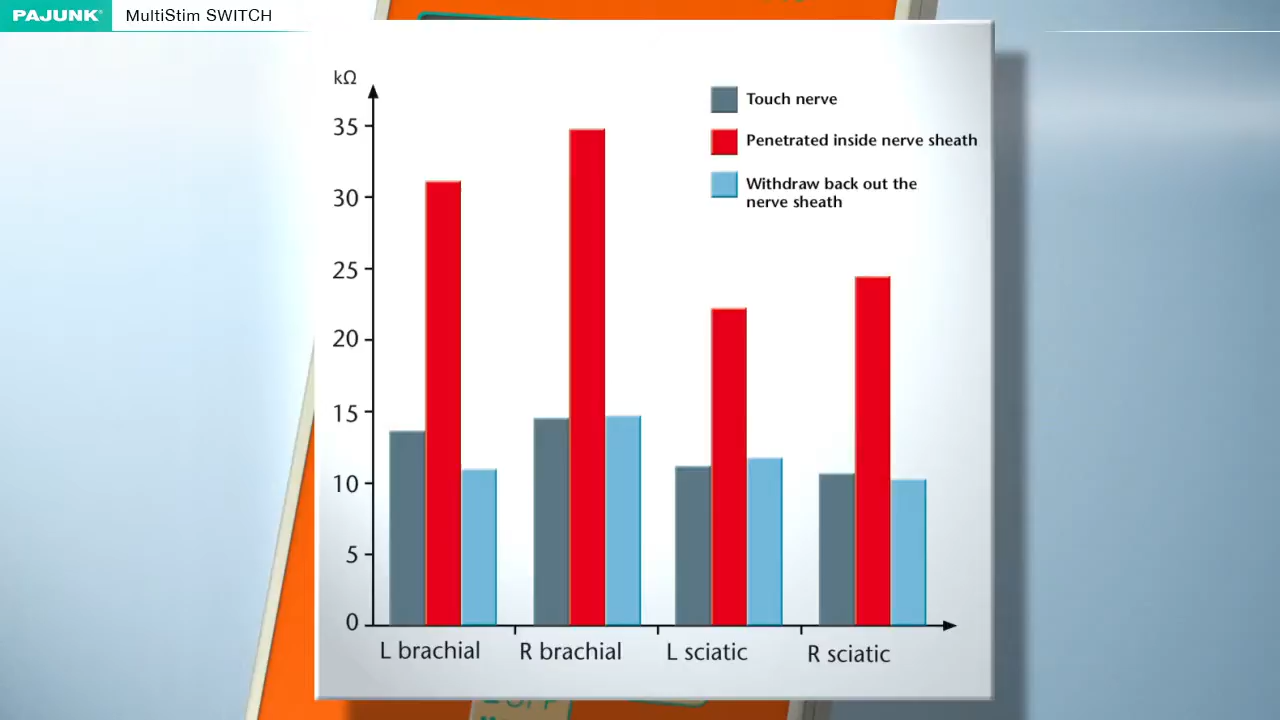 PAJUNK®
MultiStim SWITCH
kΩ
35
30
25
20
15
10
5
0
Touch nerve
Penetrated inside nerve sheath
Withdraw back out the
nerve sheath
L brachial
R brachial
L sciatic
R sciatic
OFF